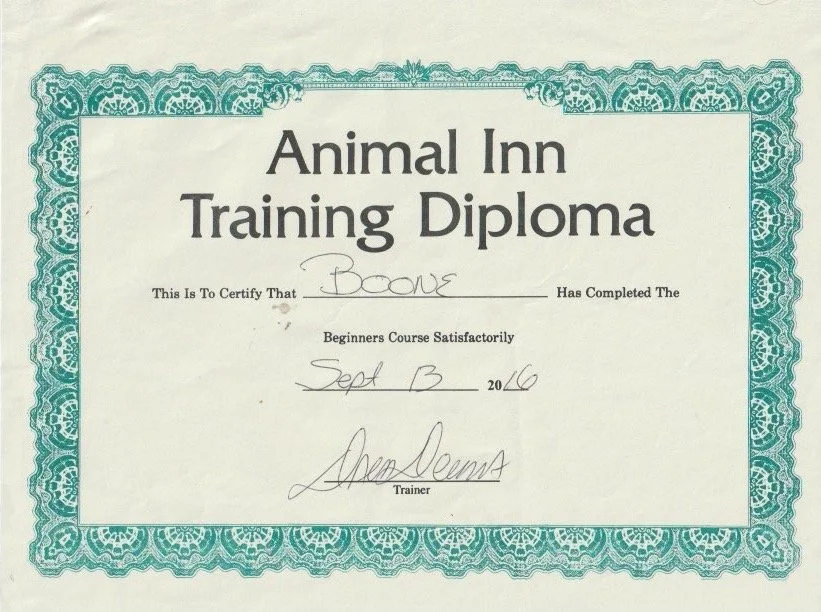 Animal Inn
Training Diploma
This Is To Certify That BOONE Has Completed The
Beginners Course Satisfactorily
Sept 13 2016
Trainer